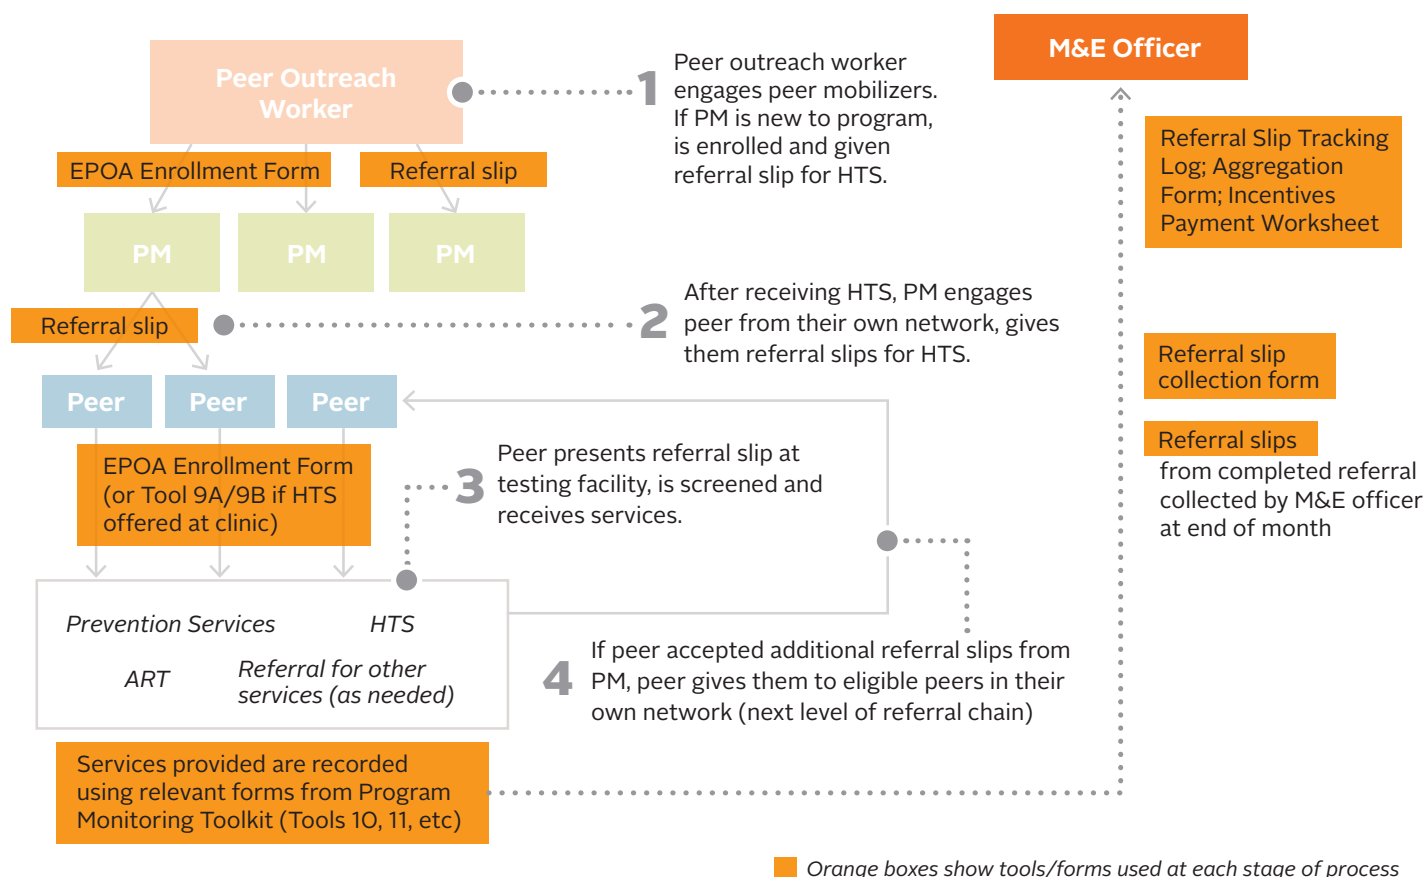 Peer Outreach
Worker
1
Peer outreach worker
engages peer mobilizers.
If PM is new to program,
is enrolled and given
referral slip for HTS.
M&E Officer
EPOA Enrollment Form
Referral slip
Referral Slip Tracking
Log; Aggregation
Form; Incentives
Payment Worksheet
PM
PM
PM
Referral slip
2
After receiving HTS, PM engages
peer from their own network, gives
them referral slips for HTS.
Referral slip
collection form
Peer
Peer
Peer
Referral slips
from completed referral
collected by M&E officer
at end of month
EPOA Enrollment Form
(or Tool 9A/9B if HTS
offered at clinic)
3
Peer presents referral slip at
testing facility, is screened and
receives services.
Prevention Services
HTS
ART
Referral for other
services (as needed)
4
If peer accepted additional referral slips from
PM, peer gives them to eligible peers in their
own network (next level of referral chain)
Services provided are recorded
using relevant forms from Program
Monitoring Toolkit (Tools 10, 11, etc)
Orange boxes show tools/forms used at each stage of process